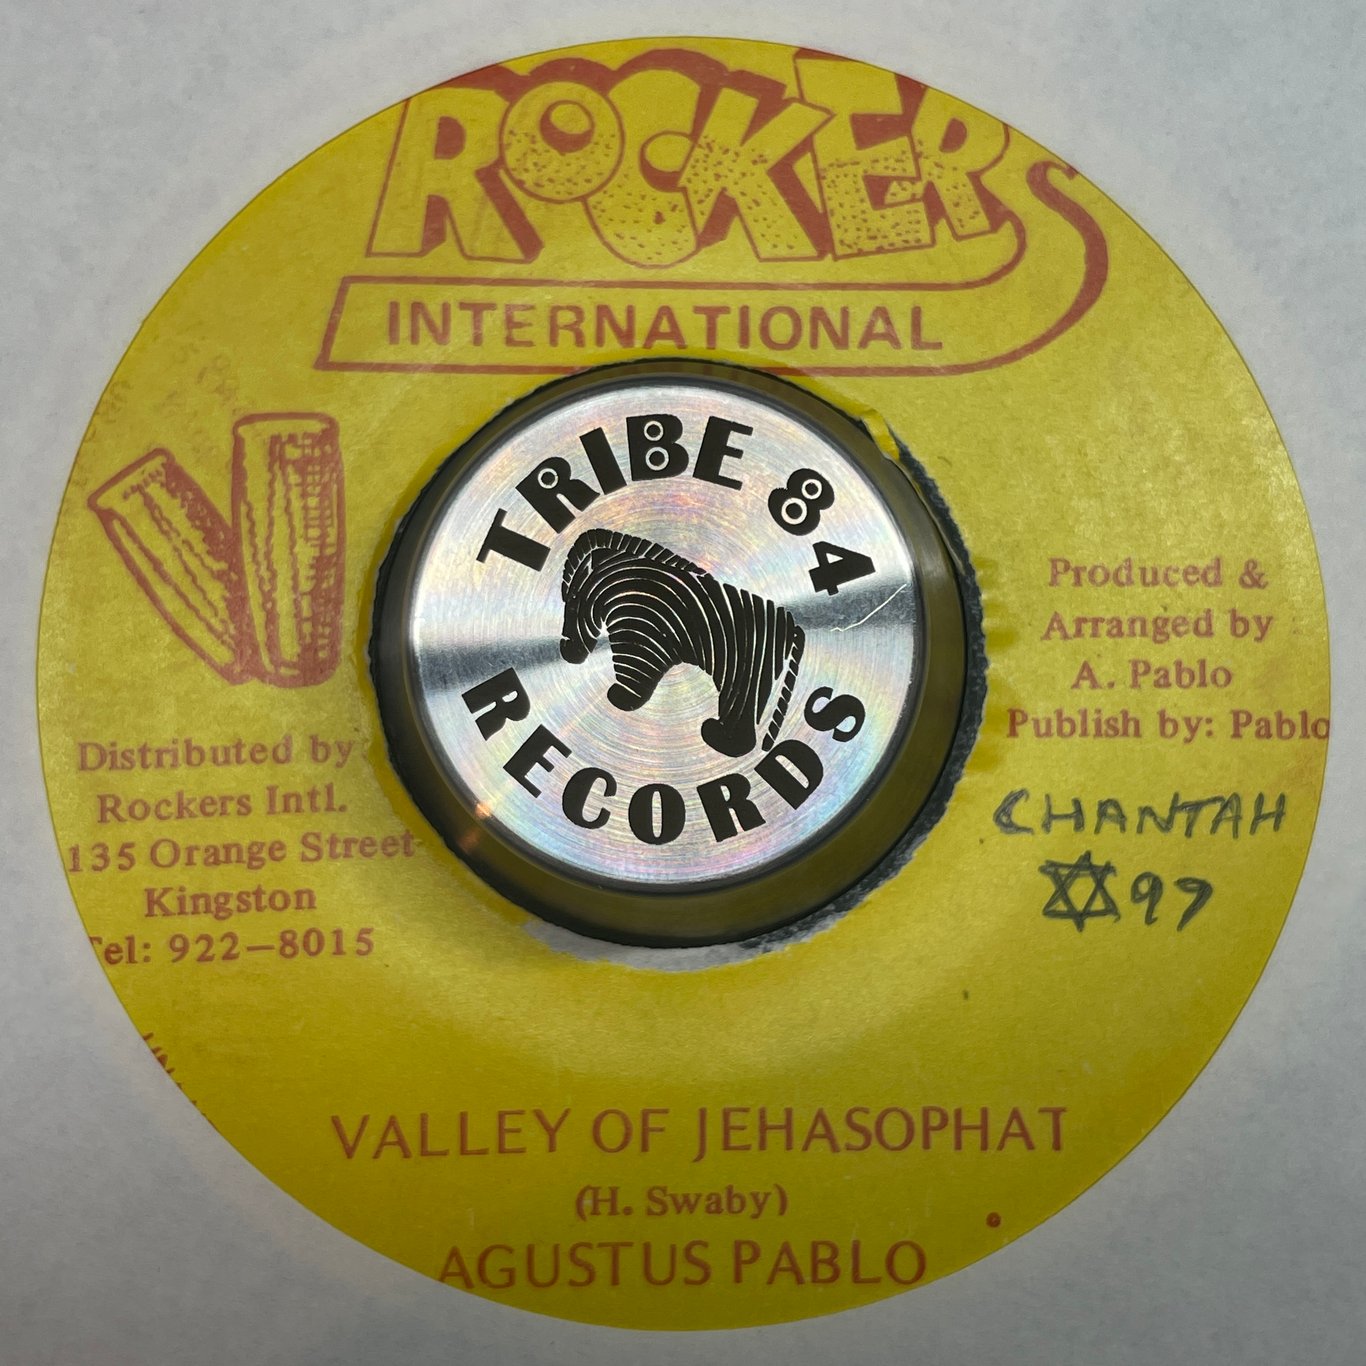 ROCKERS
INTERNATIONAL
TRIBE 84
RECORDS
Distributed by
Rockers Intl.
135 Orange Street
Kingston
Tel: 922—8015
Produced &
Arranged by
A. Pablo
Publish by: Pablo
CHANTAH
✡97
VALLEY OF JEHASOPHAT
(H. Swaby)
AGUSTUS PABLO